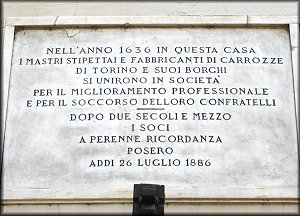 NELL'ANNO 1636 IN QUESTA CASA
I MASTRI STIPETTAI E FABBRICANTI DI CARROZZE
DI TORINO E SUOI BORGHI
SI UNIRONO IN SOCIETÀ
PER IL MIGLIORAMENTO PROFESSIONALE
E PER IL SOCCORSO DELLORO CONFRATELLI
DOPO DUE SECOLI E MEZZO
I SOCI
A PERENNE RICORDANZA
POSERO
ADDI 26 LUGLIO 1886